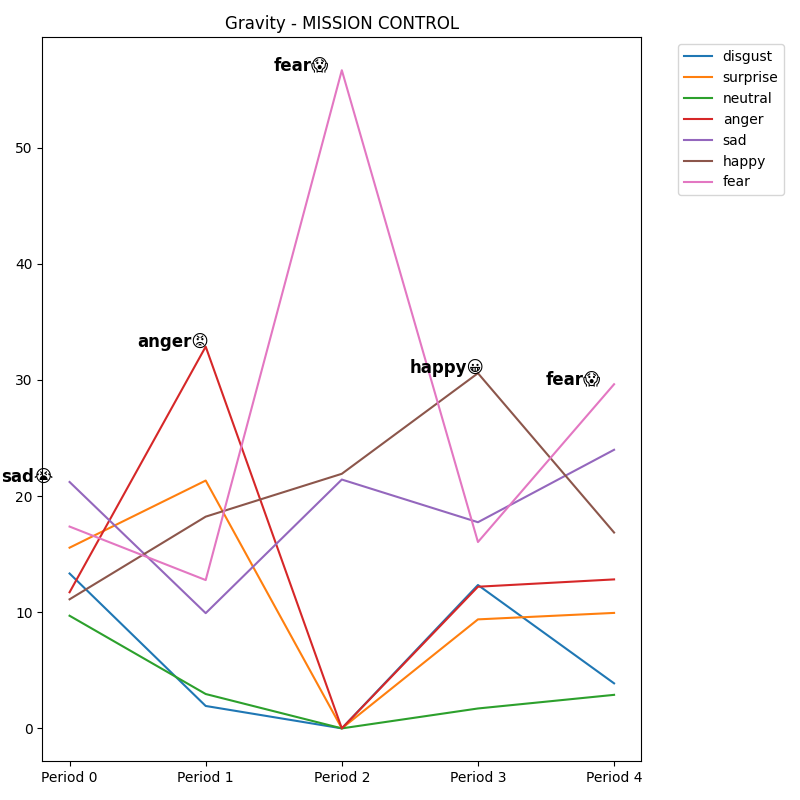 Gravity - MISSION CONTROL
fear😱
disgust
surprise
neutral
anger
sad
happy
fear
50
40
anger😡
happy😀
30
fear😱
sad😭
20
10
0
Period 0 Period 1 Period 2 Period 3 Period 4